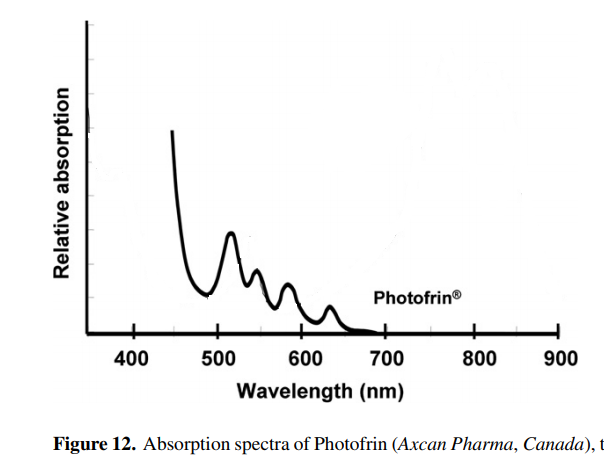 Relative absorption
Photofrin®
400 500 600 700 800 900
Wavelength (nm)
Figure 12. Absorption spectra of Photofrin (Axcan Pharma, Canada), t